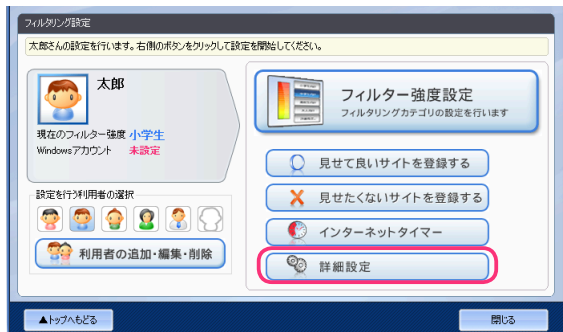 フィルタリング設定
太郎さんの設定を行います。右側のボタンをクリックして設定を開始してください。
太郎
現在のフィルター強度 小学生
Windowsアカウント 未設定
設定を行う利用者の選択
利用者の追加・編集・削除
フィルター強度設定
フィルタリングカテゴリの設定を行います
見せて良いサイトを登録する
見せたくないサイトを登録する
インターネットタイマー
詳細設定
▲トップへもどる
閉じる